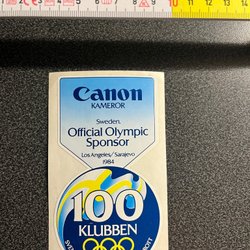 Canon
KAMEROR
Sweden.
Official Olympic
Sponsor
Los Angeles/Sarajevo
1984
100
KLUBBEN